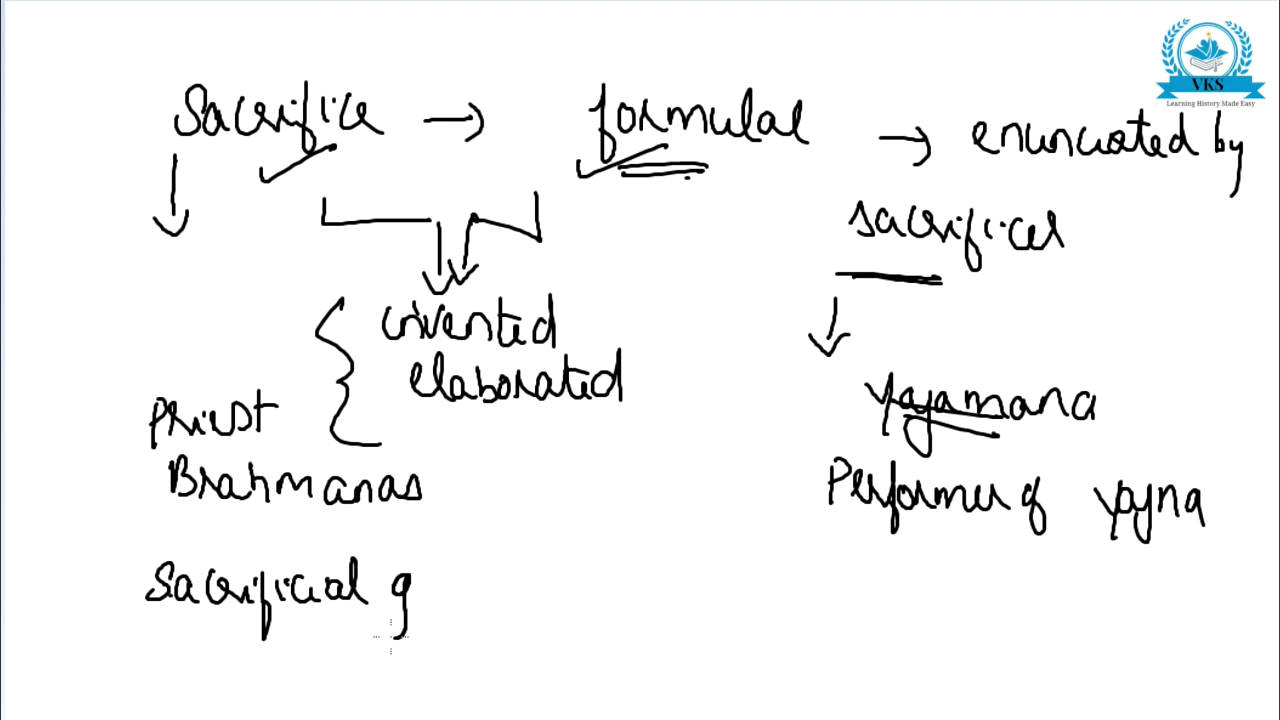 VKS
Learning History Made Easy
Sacrifice → formulae → enunciated by
sacrificer
invented
elaborated
Priest
Brahmanas
Yajamana
Performer of yajna
Sacrificial g